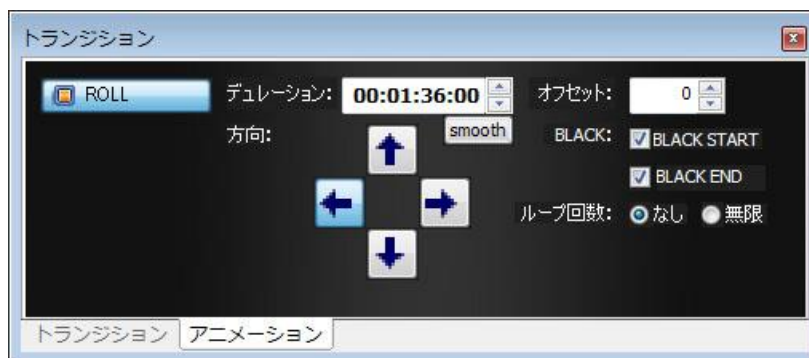 トランジション
ROLL デュレーション: 00:01:36:00 オフセット: 0
方向: smooth BLACK: BLACK START
BLACK END
ループ回数: なし 無限
トランジション アニメーション